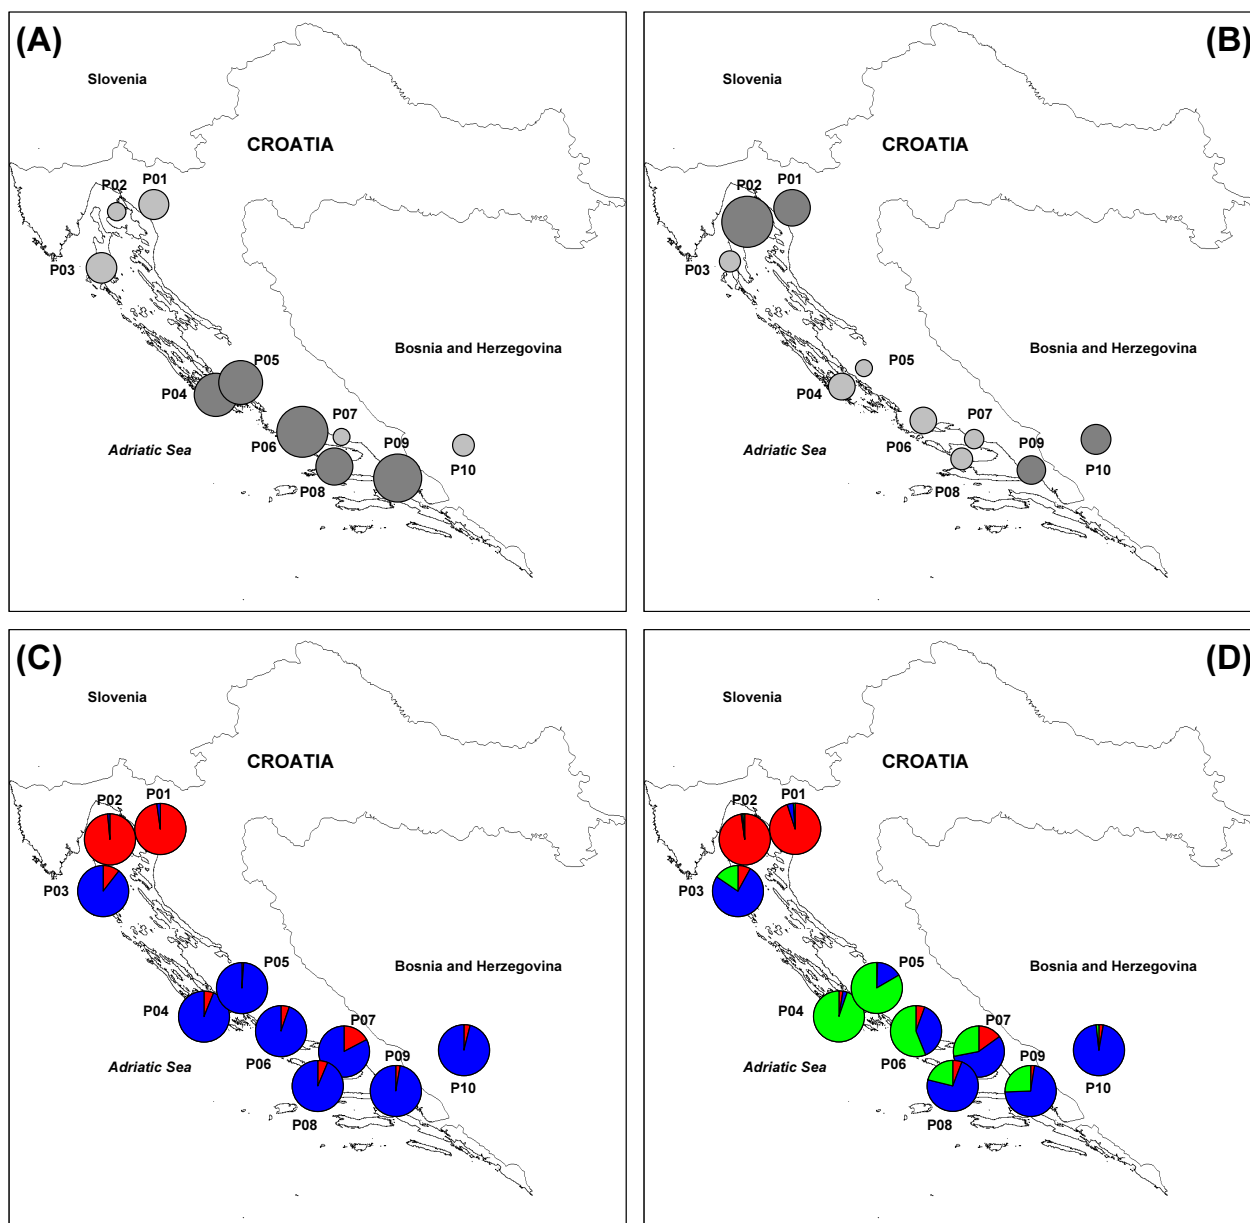 (A)
Slovenia
CROATIA
P02
P01
P03
P05
P04
P07
P06
P09
P08
P10
Bosnia and Herzegovina
Adriatic Sea
(B)
Slovenia
CROATIA
P02
P01
P03
P05
P04
P07
P06
P09
P08
P10
Bosnia and Herzegovina
Adriatic Sea
(C)
Slovenia
CROATIA
P02
P01
P03
P05
P04
P07
P06
P09
P08
P10
Bosnia and Herzegovina
Adriatic Sea
(D)
Slovenia
CROATIA
P02
P01
P03
P05
P04
P07
P06
P09
P08
P10
Bosnia and Herzegovina
Adriatic Sea